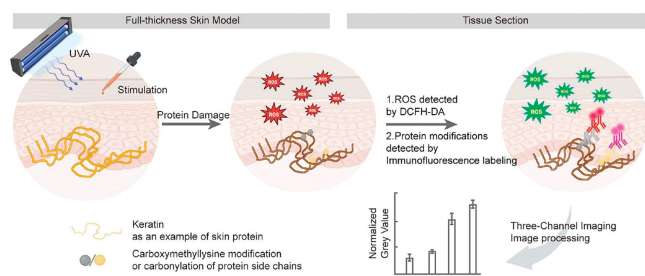 Full-thickness Skin Model
Tissue Section
UVA
Stimulation
Protein Damage
ROS
ROS
ROS
ROS
ROS
ROS
ROS
1.ROS detected
by DCFH-DA
2.Protein modifications
detected by
Immunofluorescence labeling
Keratin
as an example of skin protein
Carboxymethyllysine modification
or carbonylation of protein side chains
Normalized
Grey Value
Three-Channel Imaging
Image processing